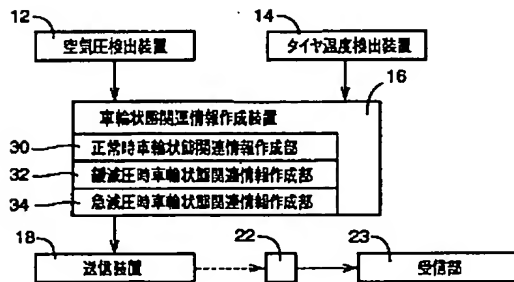 12
空気圧検出装置
14
タイヤ温度検出装置
16
車輪状態関連情報作成装置
30
正常時車輪状態関連情報作成部
32
緩減圧時車輪状態関連情報作成部
34
急減圧時車輪状態関連情報作成部
18
送信装置
22
23
受信部